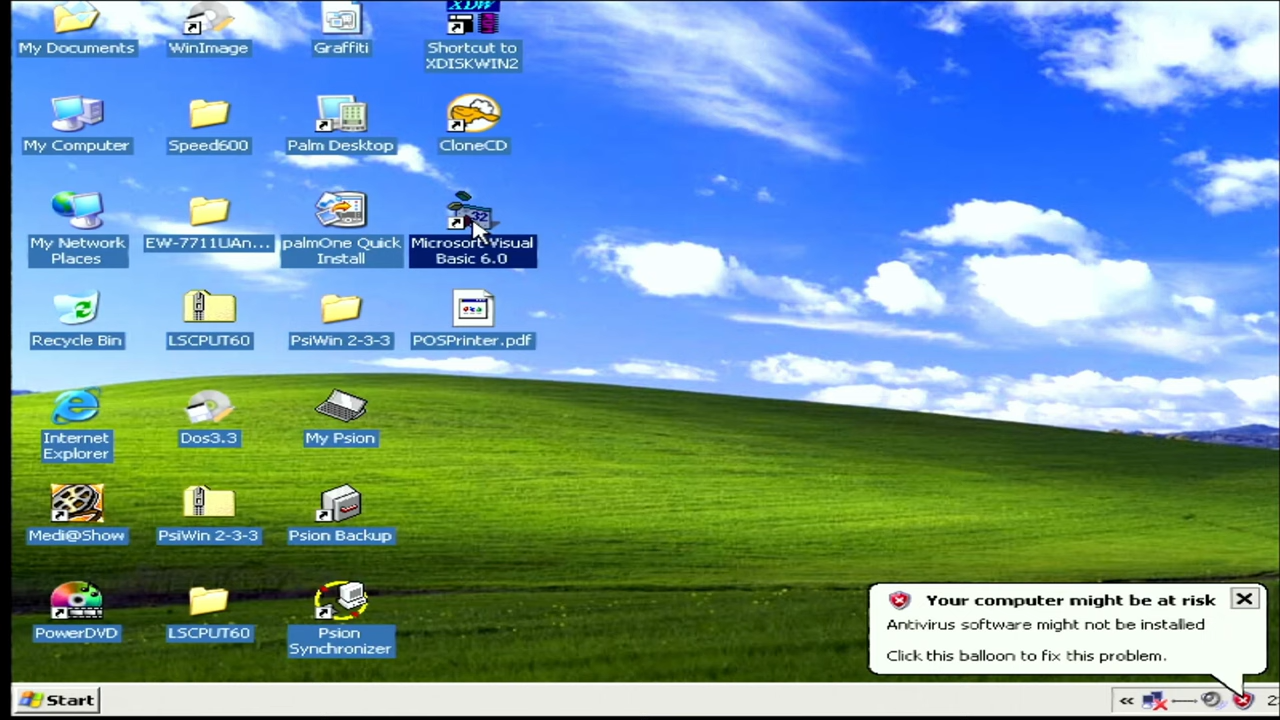 My Documents
WinImage
Graffiti
XDW
Shortcut to
XDISKWIN2
My Computer
Speed600
Palm Desktop
CloneCD
My Network
Places
EW-7711UAn...
palmOne Quick
Install
32
Microsoft Visual
Basic 6.0
Recycle Bin
LSCPUT60
PsiWin 2-3-3
POSPrinter.pdf
Internet
Explorer
Dos3.3
My Psion
Medi@Show
PsiWin 2-3-3
Psion Backup
PowerDVD
LSCPUT60
Psion
Synchronizer
Your computer might be at risk
Antivirus software might not be installed
Click this balloon to fix this problem.
Start
2